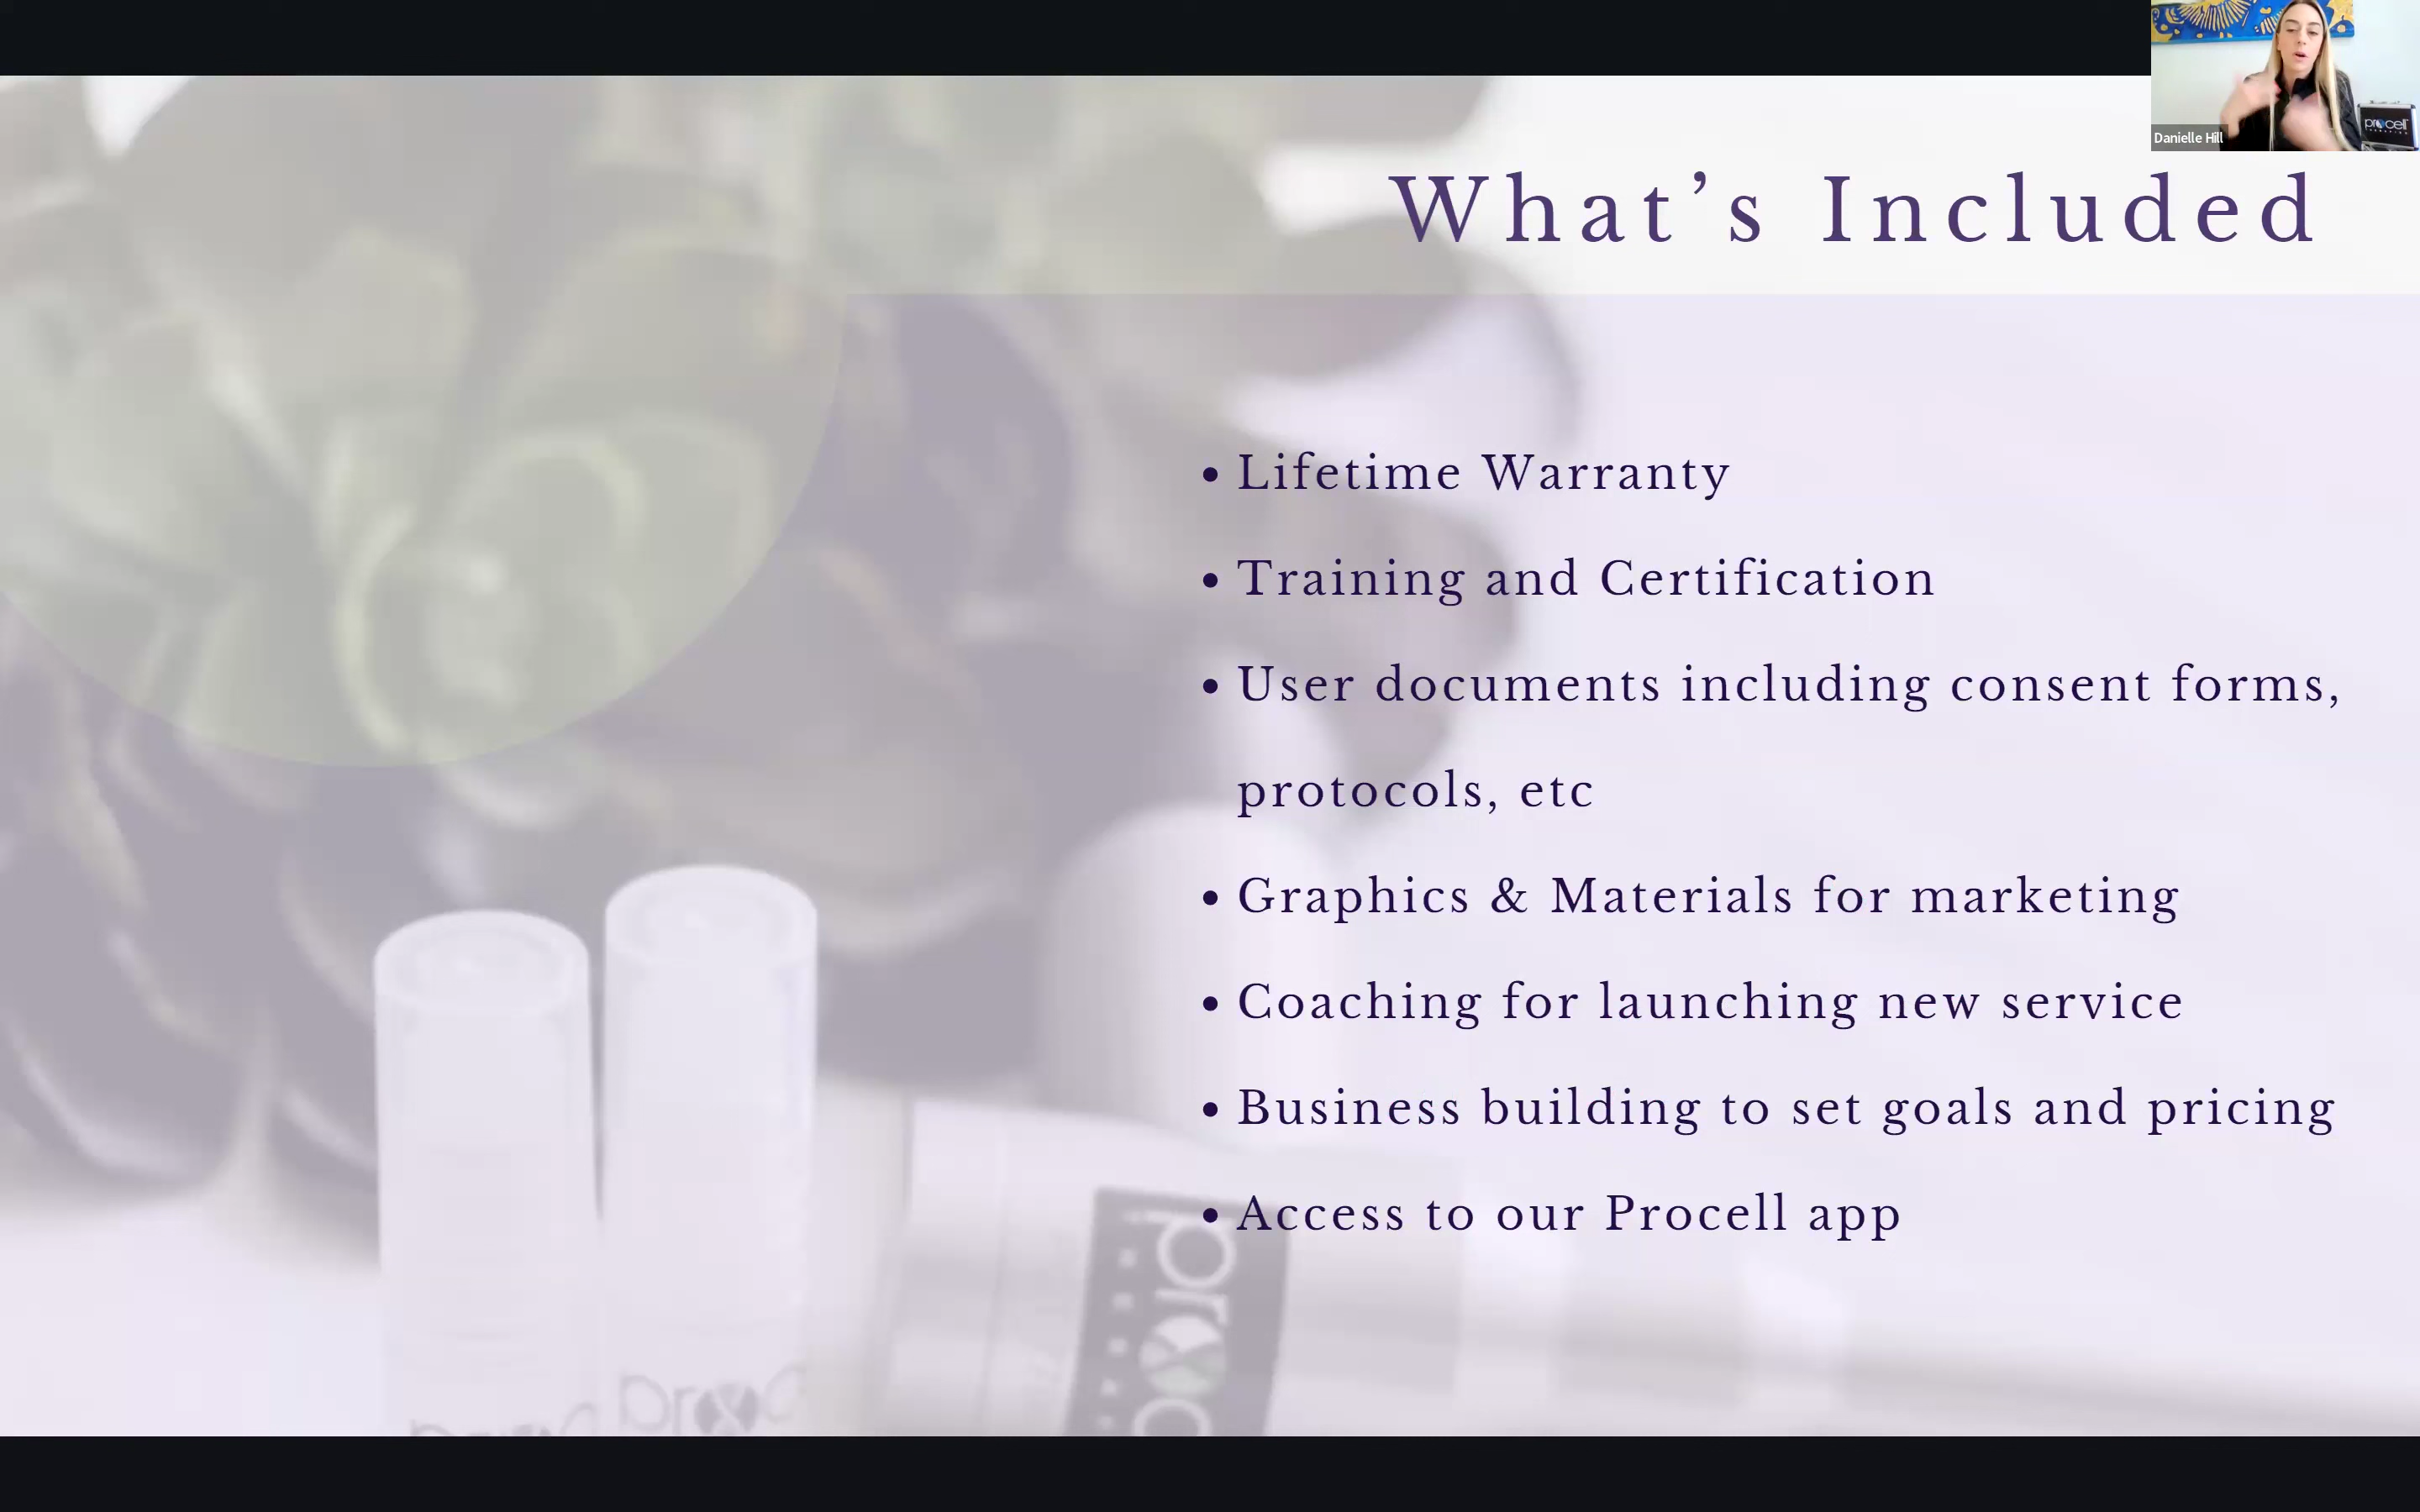 Danielle Hill
procell
What's Included
• Lifetime Warranty
• Training and Certification
• User documents including consent forms,
protocols, etc
• Graphics & Materials for marketing
• Coaching for launching new service
• Business building to set goals and pricing
• Access to our Procell app